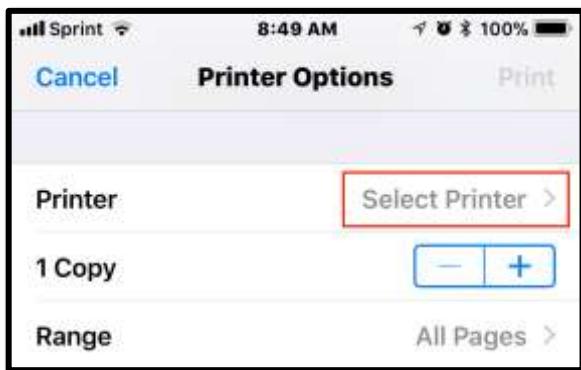 Sprint 8:49 AM 100%
Cancel Printer Options Print
Printer Select Printer >
1 Copy − +
Range All Pages >